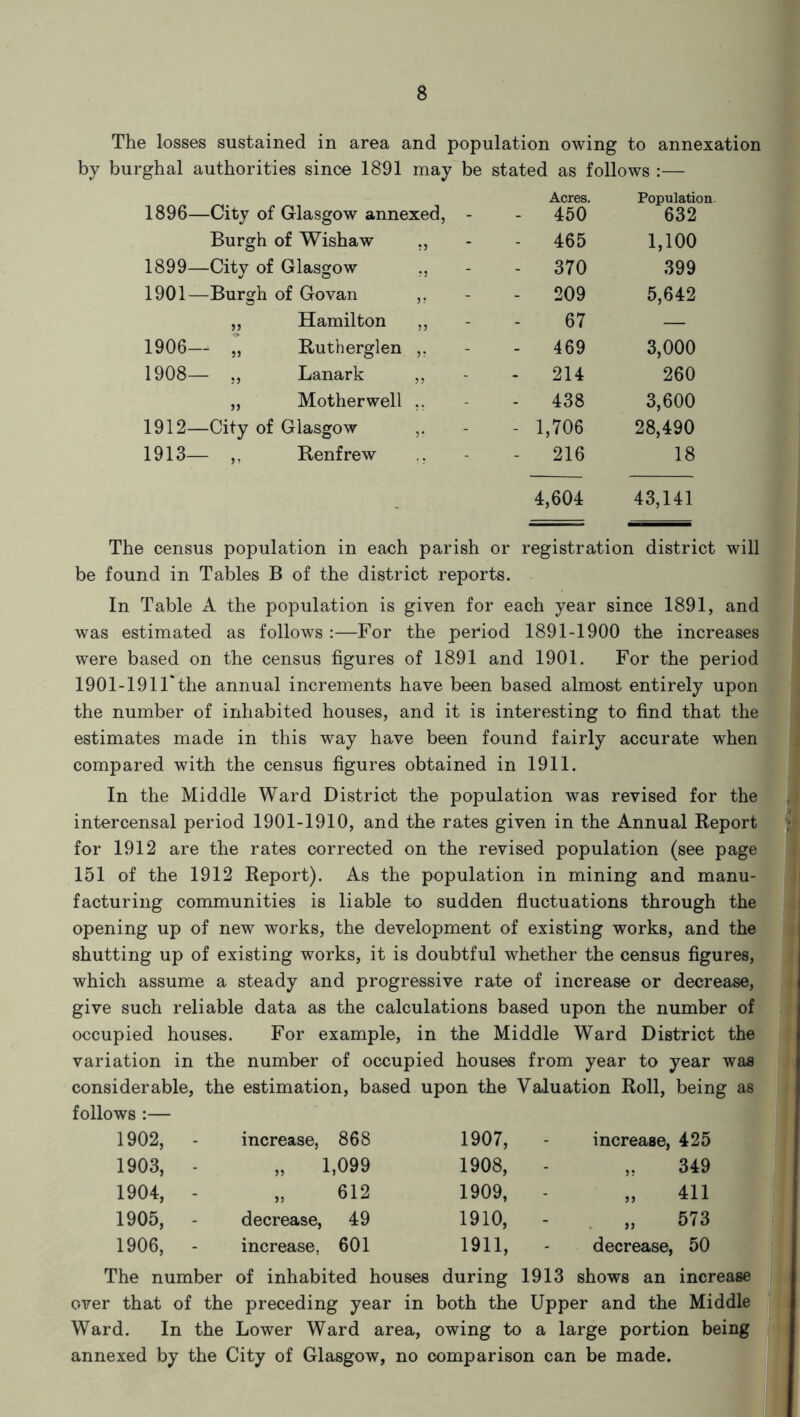 8
The losses sustained in area and population owing to annexation
by burghal authorities since 1891 may be stated as follows :—
Acres. Population.
1896—City of Glasgow annexed, - - 450 632
Burgh of Wishaw ,, - - 465 1,100
1899—City of Glasgow ,, - - 370 399
1901—Burgh of Govan ,, - - 209 5,642
,, Hamilton ,, - - 67 —
1906— ,, Rutherglen ,, - - 469 3,000
1908— ,, Lanark ,, - - 214 260
,, Motherwell ,, - - 438 3,600
1912—City of Glasgow ,, - - 1,706 28,490
1913— ,, Renfrew ,, - - 216 18
4,604 43,141
The census population in each parish or registration district will
be found in Tables B of the district reports.
In Table A the population is given for each year since 1891, and
was estimated as follows :—For the period 1891-1900 the increases
were based on the census figures of 1891 and 1901. For the period
1901-1911 the annual increments have been based almost entirely upon
the number of inhabited houses, and it is interesting to find that the
estimates made in this way have been found fairly accurate when
compared with the census figures obtained in 1911.
In the Middle Ward District the population was revised for the
intercensal period 1901-1910, and the rates given in the Annual Report
for 1912 are the rates corrected on the revised population (see page
151 of the 1912 Report). As the population in mining and manu-
facturing communities is liable to sudden fluctuations through the
opening up of new works, the development of existing works, and the
shutting up of existing works, it is doubtful whether the census figures,
which assume a steady and progressive rate of increase or decrease,
give such reliable data as the calculations based upon the number of
occupied houses. For example, in the Middle Ward District the
variation in the number of occupied houses from year to year was
considerable, the estimation, based upon the Valuation Roll, being as
follows :—
1902, - increase, 868 1907, - increase, 425
1903, - ,, 1,099 1908, - ,, 349
1904, - ,, 612 1909, - ,, 411
1905, - decrease, 49 1910, - ,, 573
1906, - increase, 601 1911, - decrease, 50
The number of inhabited houses during 1913 shows an increase
over that of the preceding year in both the Upper and the Middle
Ward. In the Lower Ward area, owing to a large portion being
annexed by the City of Glasgow, no comparison can be made.